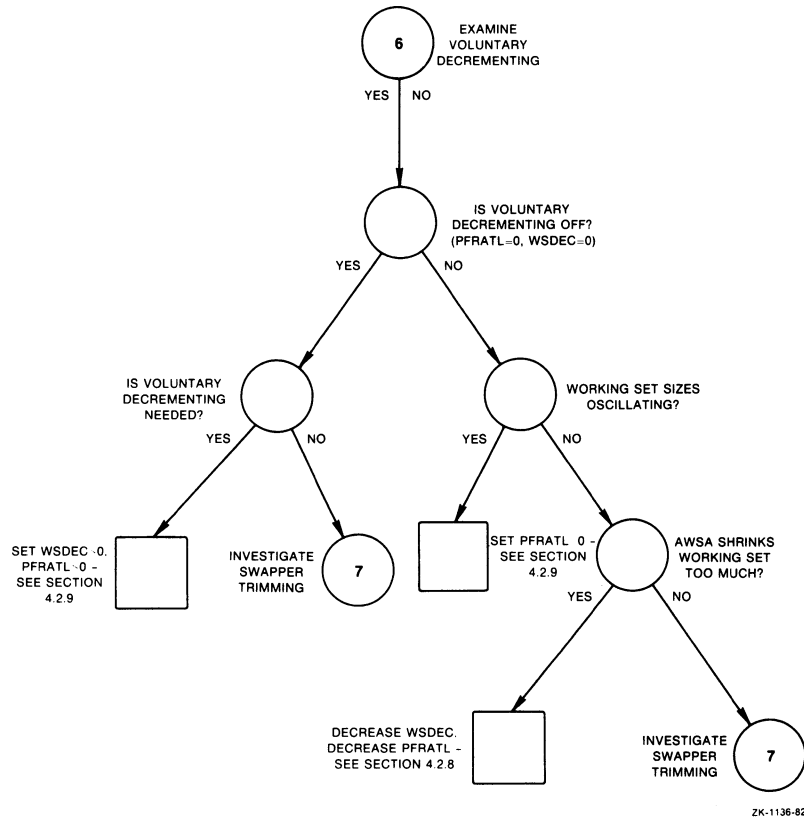 6
EXAMINE
VOLUNTARY
DECREMENTING
YES NO
IS VOLUNTARY
DECREMENTING OFF?
(PFRATL=0, WSDEC=0)
YES NO
IS VOLUNTARY
DECREMENTING
NEEDED?
YES NO
WORKING SET SIZES
OSCILLATING?
YES NO
SET WSDEC 0.
PFRATL 0 –
SEE SECTION
4.2.9
INVESTIGATE
SWAPPER
TRIMMING
7
SET PFRATL 0 –
SEE SECTION
4.2.9
AWSA SHRINKS
WORKING SET
TOO MUCH?
YES NO
DECREASE WSDEC.
DECREASE PFRATL –
SEE SECTION 4.2.8
INVESTIGATE
SWAPPER
TRIMMING
7
ZK-1136-82